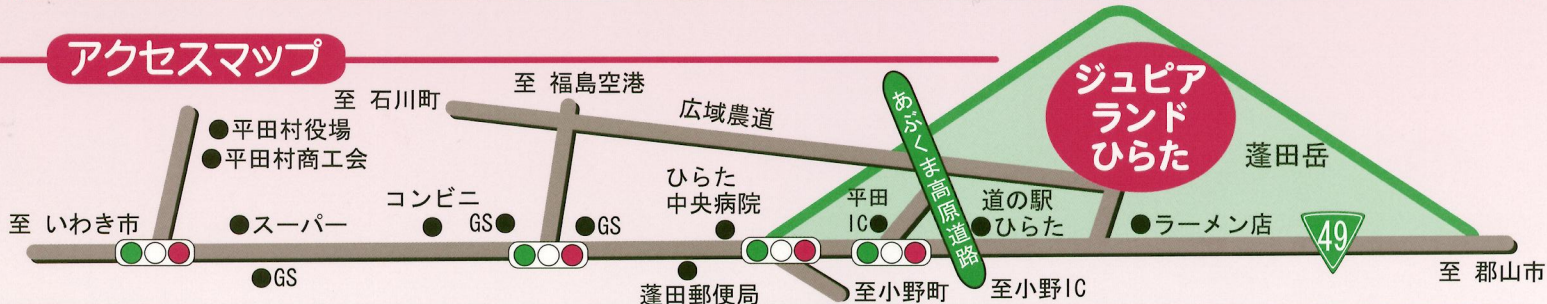 アクセスマップ
至 石川町
至 福島空港
広域農道
あぶくま高原道路
ジュピア
ランド
ひらた
蓬田岳
平田村役場
平田村商工会
至 いわき市
スーパー
コンビニ
GS
GS
ひらた
中央病院
平田
IC
道の駅
ひらた
ラーメン店
49
至 郡山市
GS
蓬田郵便局
至小野町
至小野IC